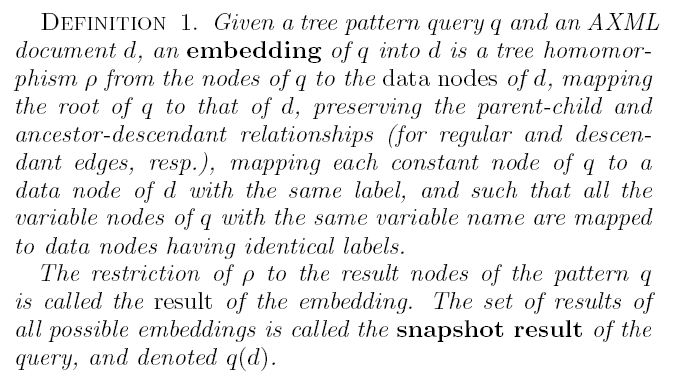 DEFINITION 1. Given a tree pattern query q and an AXML
document d, an embedding of q into d is a tree homomor-
phism ρ from the nodes of q to the data nodes of d, mapping
the root of q to that of d, preserving the parent-child and
ancestor-descendant relationships (for regular and descen-
dant edges, resp.), mapping each constant node of q to a
data node of d with the same label, and such that all the
variable nodes of q with the same variable name are mapped
to data nodes having identical labels.
The restriction of ρ to the result nodes of the pattern q
is called the result of the embedding. The set of results of
all possible embeddings is called the snapshot result of the
query, and denoted q(d).